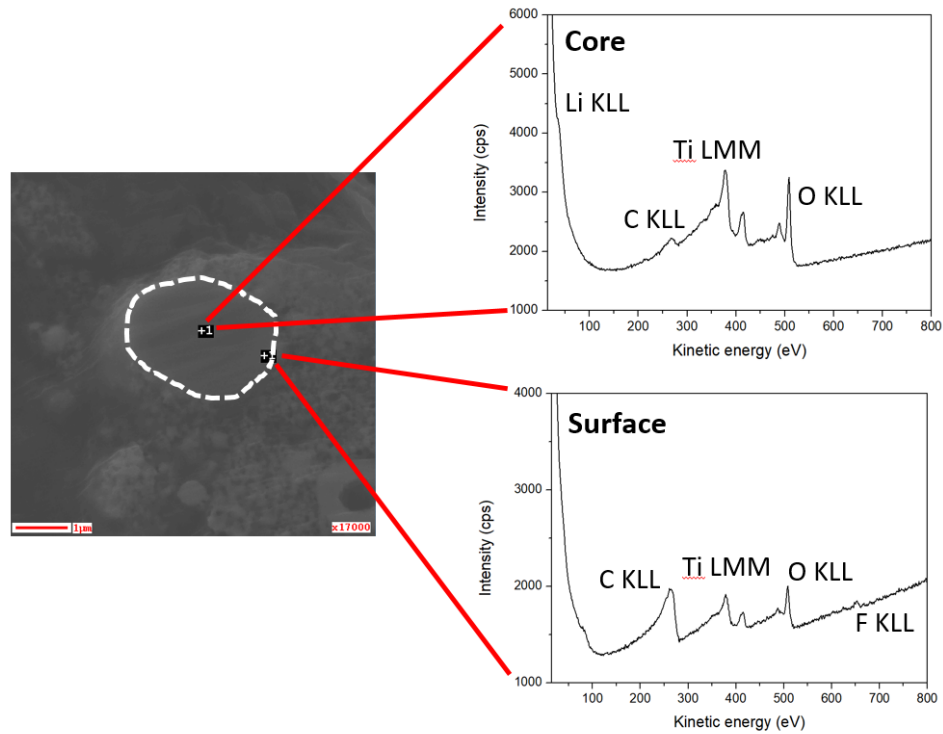 6000
5000
4000
3000
2000
1000
Core
Li KLL
Ti LMM
C KLL
O KLL
Intensity (cps)
100 200 300 400 500 600 700 800
Kinetic energy (eV)
+1
+1
1μm
x17000
4000
3000
2000
1000
Surface
C KLL
Ti LMM
O KLL
F KLL
Intensity (cps)
100 200 300 400 500 600 700 800
Kinetic energy (eV)